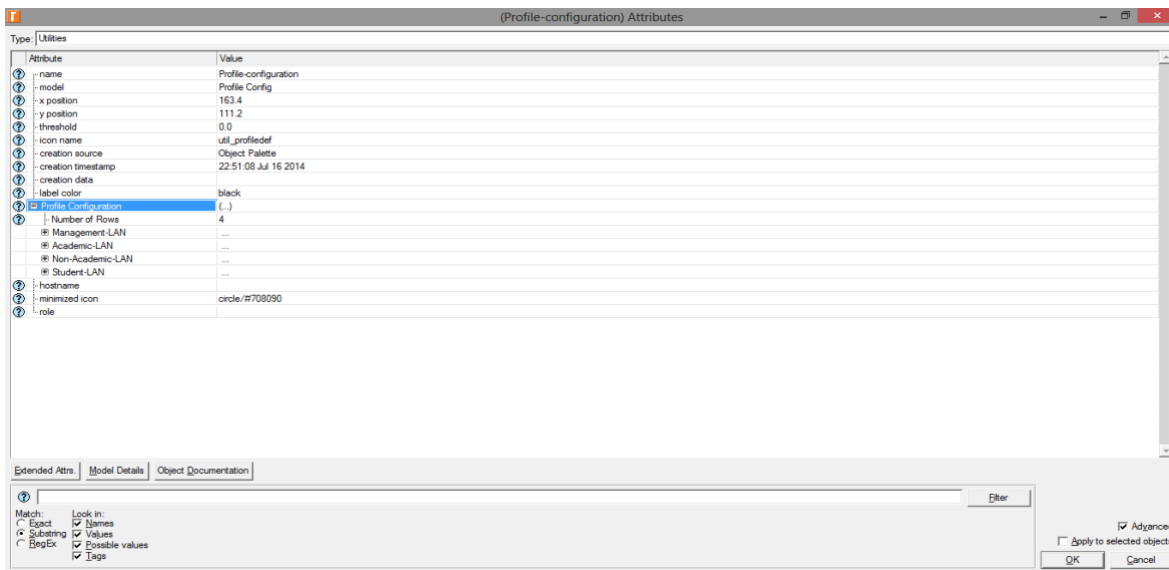 (Profile-configuration) Attributes
Type: Utilities
Attribute Value
name Profile-configuration
model Profile Config
x position 163.4
y position 111.2
threshold 0.0
icon name util_profiledef
creation source Object Palette
creation timestamp 22:51:08 Jul 16 2014
creation data
label color black
Profile Configuration (...)
Number of Rows 4
Management-LAN ...
Academic-LAN ...
Non-Academic-LAN ...
Student-LAN ...
hostname
minimized icon circle/#708090
role
Extended Attrs. Model Details Object Documentation
Filter
Match: Look in:
Exact Names
Substring Values
RegEx Possible values
Tags
Advanced
Apply to selected objects
OK Cancel